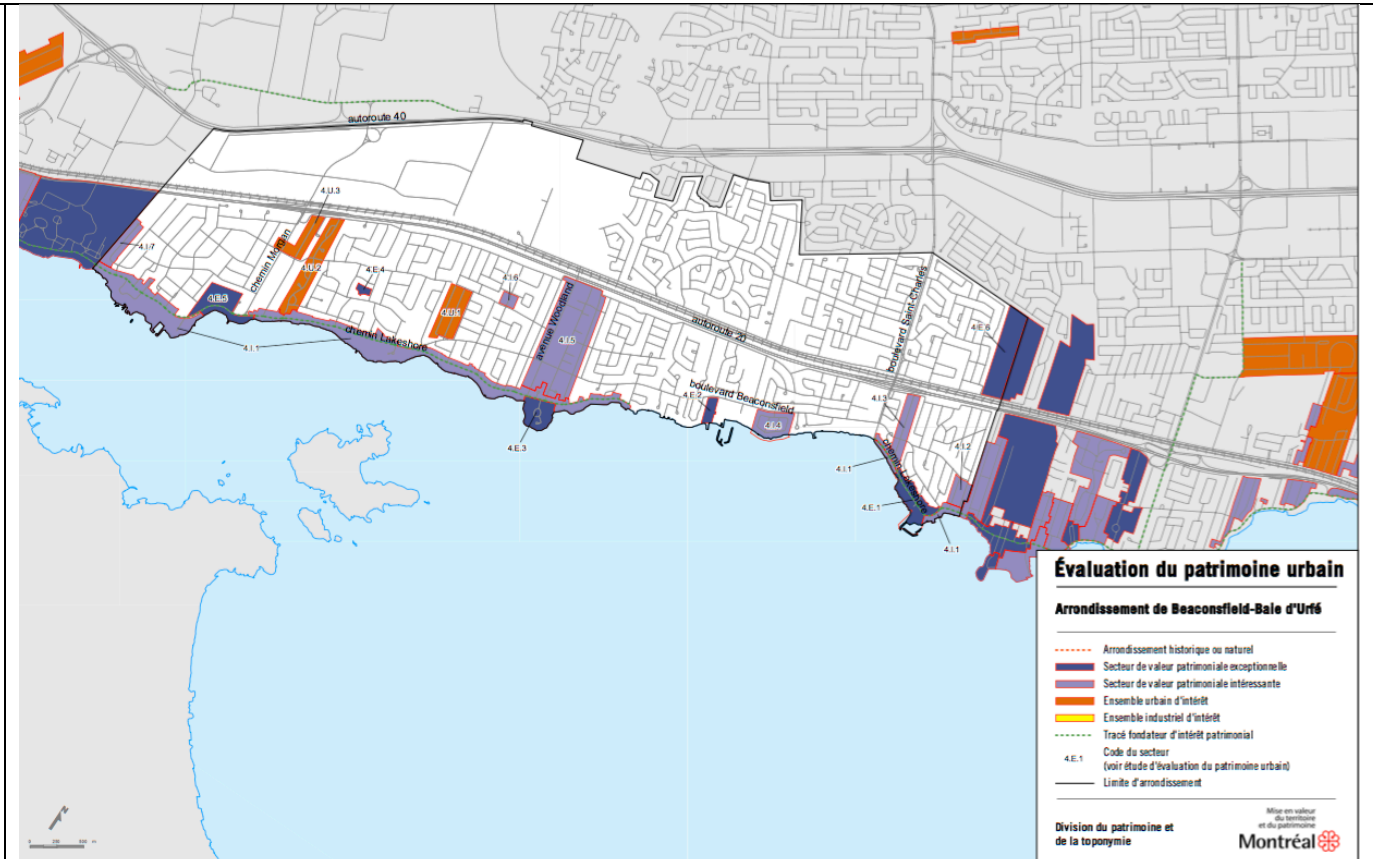 autoroute 40
4.U.3
4.I.7
chemin Morgan
4.U.2
4.E.4
4.E.5
4.I.6
4.U.1
avenue Woodland
4.I.5
chemin Lakeshore
4.I.1
autoroute 20
boulevard Saint-Charles
4.E.6
boulevard Beaconsfield
4.E.2
4.I.4
4.I.3
4.E.3
4.I.1
chemin Lakeshore
4.I.2
4.E.1
4.I.1
Évaluation du patrimoine urbain
Arrondissement de Beaconsfield-Baie d'Urfé
Arrondissement historique ou naturel
Secteur de valeur patrimoniale exceptionnelle
Secteur de valeur patrimoniale intéressante
Ensemble urbain d'intérêt
Ensemble industriel d'intérêt
Tracé fondateur d'intérêt patrimonial
4.E.1 Code du secteur
(voir étude d'évaluation du patrimoine urbain)
Limite d'arrondissement
Division du patrimoine et
de la toponymie
Mise en valeur
du territoire
et du patrimoine
Montréal